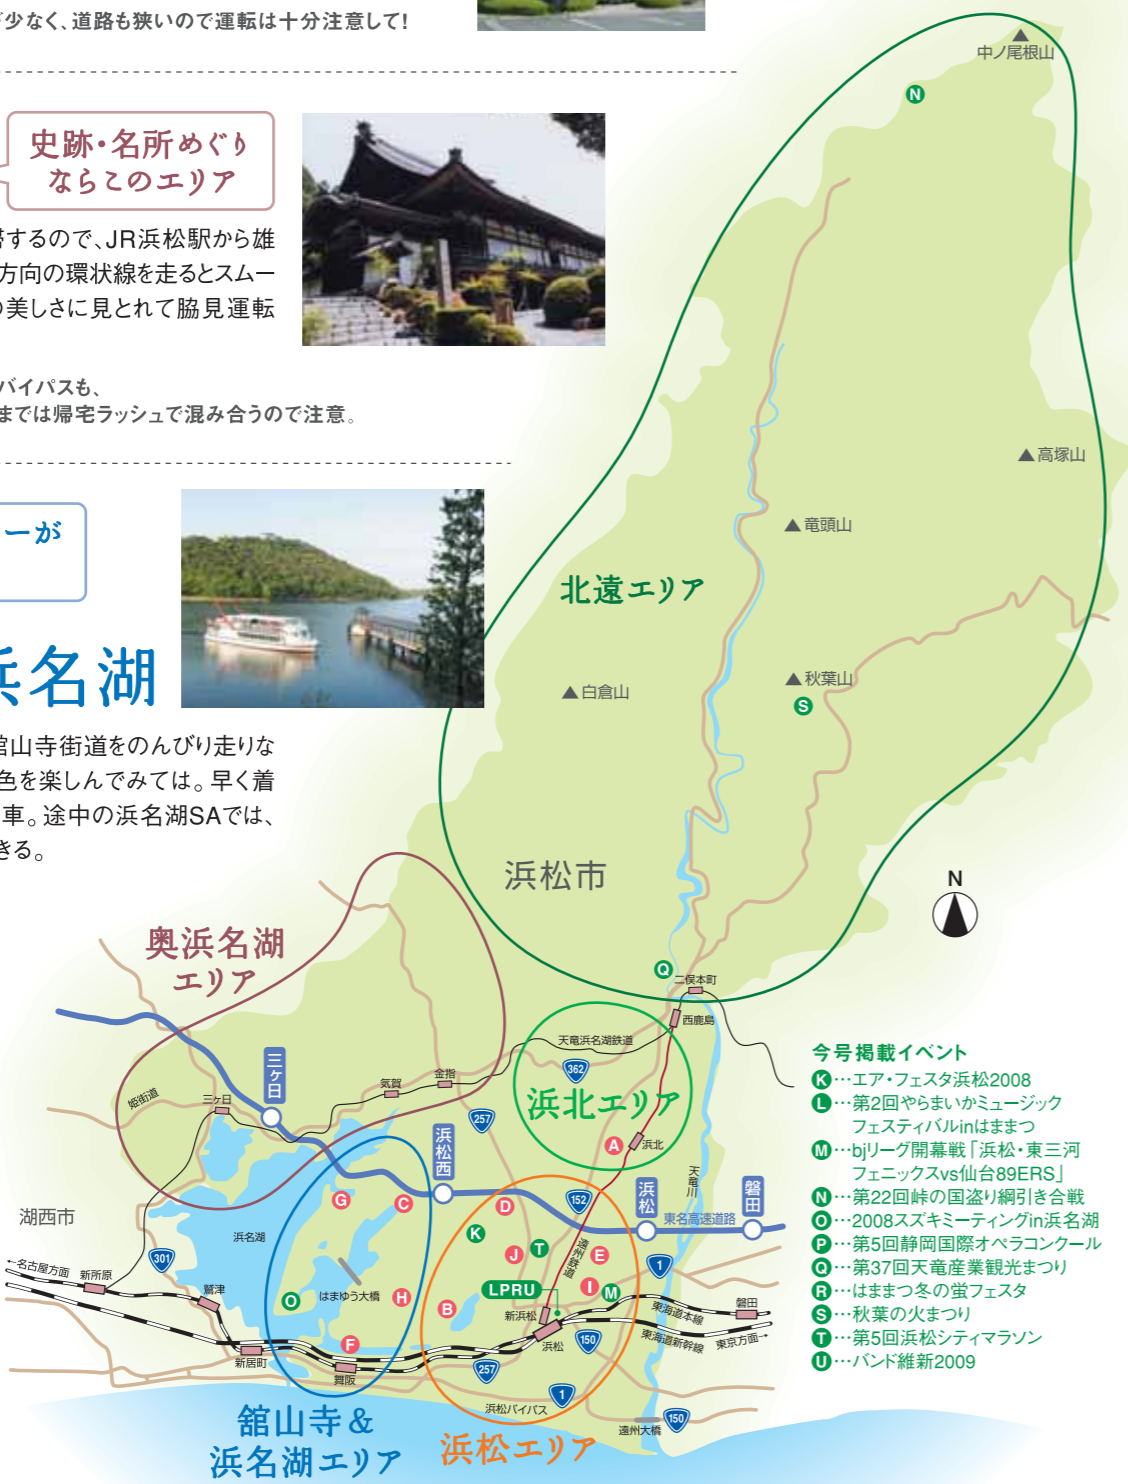 が少なく、道路も狭いので運転は十分注意して!
史跡・名所めぐり
ならこのエリア
するので、JR浜松駅から雄
方向の環状線を走るとスムー
の美しさに見とれて脇見運転
バイパスも、
までは帰宅ラッシュで混み合うので注意。
ーが
浜名湖
舘山寺街道をのんびり走りな
色を楽しんでみては。早く着
車。途中の浜名湖SAでは、
きる。
中ノ尾根山
N
高塚山
竜頭山
北遠エリア
秋葉山
S
白倉山
浜松市
N
奥浜名湖
エリア
Q
二俣本町
西鹿島
天竜浜名湖鉄道
362
浜北エリア
三ヶ日
姫街道
三ヶ日
気賀
金指
257
A
浜北
浜松西
天竜川
浜松
磐田
東名高速道路
G
C
D
152
K
J
T
E
遠州鉄道
湖西市
浜名湖
301
←名古屋方面
新所原
鷲津
はまゆう大橋
O
H
B
LPRU
I
M
1
新浜松
浜松
東海道本線
磐田
東海道新幹線
東京方面→
150
F
新居町
舞阪
257
1
浜松バイパス
遠州大橋
150
舘山寺&
浜名湖エリア
浜松エリア
今号掲載イベント
K…エア・フェスタ浜松2008
L…第2回やらまいかミュージック
フェスティバルinはままつ
M…bjリーグ開幕戦「浜松・東三河
フェニックスvs仙台89ERS」
N…第22回峠の国盗り綱引き合戦
O…2008スズキミーティングin浜名湖
P…第5回静岡国際オペラコンクール
Q…第37回天竜産業観光まつり
R…はままつ冬の蛍フェスタ
S…秋葉の火まつり
T…第5回浜松シティマラソン
U…バンド維新2009